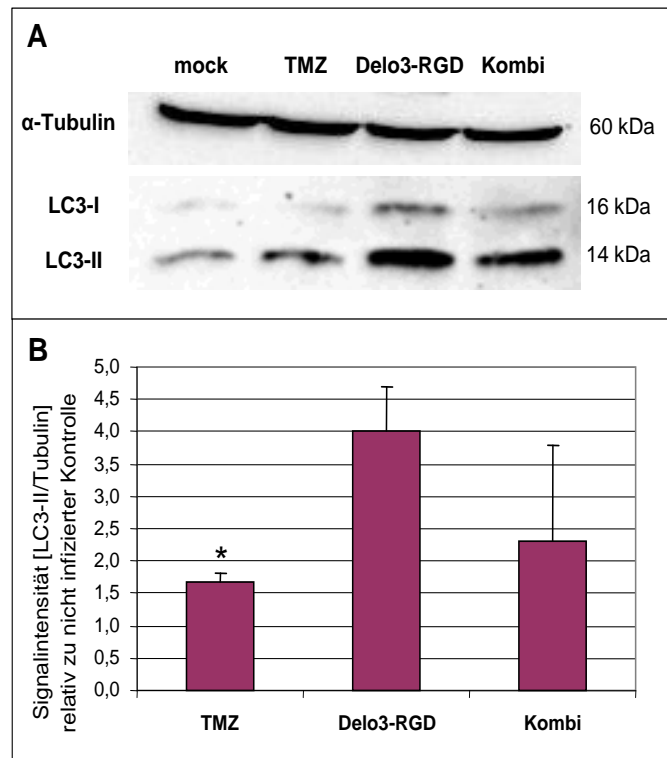 A
mock TMZ Delo3-RGD Kombi
α-Tubulin 60 kDa
LC3-I 16 kDa
LC3-II 14 kDa
B
Signalintensität [LC3-II/Tubulin]
relativ zu nicht infizierter Kontrolle
5,0
4,5
4,0
3,5
3,0
2,5
2,0
1,5
1,0
0,5
0,0
*
TMZ Delo3-RGD Kombi